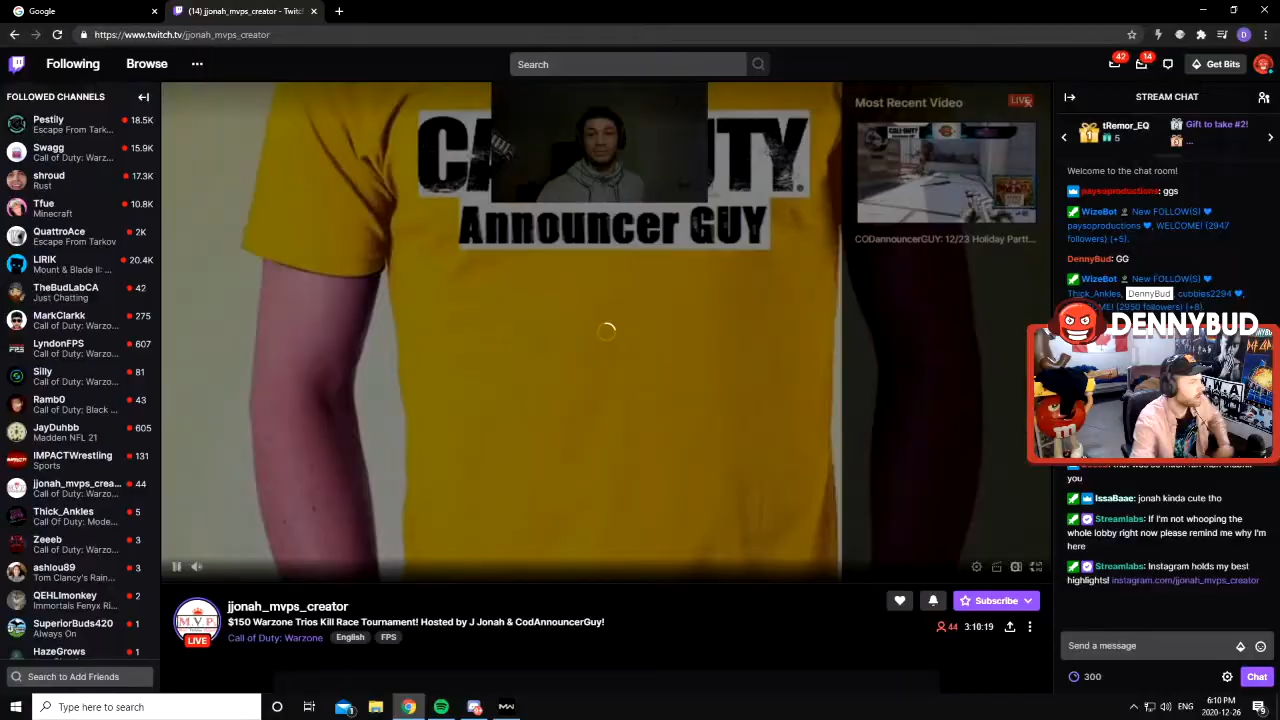 Google
(14) jjonah_mvps_creator - Twitch
https://www.twitch.tv/jjonah_mvps_creator
Following
Browse
Search
42
14
Get Bits
FOLLOWED CHANNELS
Pestily
18.5K
Escape From Tark...
Swagg
15.9K
Call of Duty: Warz...
shroud
17.3K
Rust
Tfue
10.8K
Minecraft
QuattroAce
2K
Escape From Tarkov
LIRIK
20.4K
Mount & Blade II: ...
TheBudLabCA
42
Just Chatting
MarkClarkk
275
Call of Duty: Warzo...
LyndonFPS
607
Call of Duty: Warzo...
Silly
81
Call of Duty: Warzo...
Ramb0
43
Call of Duty: Black ...
JayDuhbb
605
Madden NFL 21
IMPACTWrestling
131
Sports
jjonah_mvps_crea...
44
Call of Duty: Warzo...
Thick_Ankles
5
Call Of Duty: Mode...
Zeeeb
3
Call of Duty: Warzo...
ashlou89
3
Tom Clancy's Rain...
QEHLImonkey
2
Immortals Fenyx Ri...
SuperiorBuds420
1
Always On
HazeGrows
1
Search to Add Friends
Announcer GUY
Most Recent Video
LIVE
CODannouncerGUY: 12/23 Holiday Partt...
M.V.P.
LIVE
jjonah_mvps_creator
$150 Warzone Trios Kill Race Tournament! Hosted by J Jonah & CodAnnouncerGuy!
Call of Duty: Warzone
English
FPS
Subscribe
44
3:10:19
STREAM CHAT
tRemor_EQ
5
Gift to take #2!
...
Welcome to the chat room!
paysoproductions: ggs
WizeBot New FOLLOW(S)
paysoproductions , WELCOME! (2947
followers) (+5).
DennyBud: GG
WizeBot New FOLLOW(S)
Thick_Ankles, DennyBud cubbies2294 ,
(2950 followers) (+8)
DENNYBUD
you
IssaBaae: jonah kinda cute tho
Streamlabs: If I'm not whooping the
whole lobby right now please remind me why I'm
here
Streamlabs: Instagram holds my best
highlights! instagram.com/jjonah_mvps_creator
Send a message
300
Chat
Type here to search
6:10 PM
2020-12-26